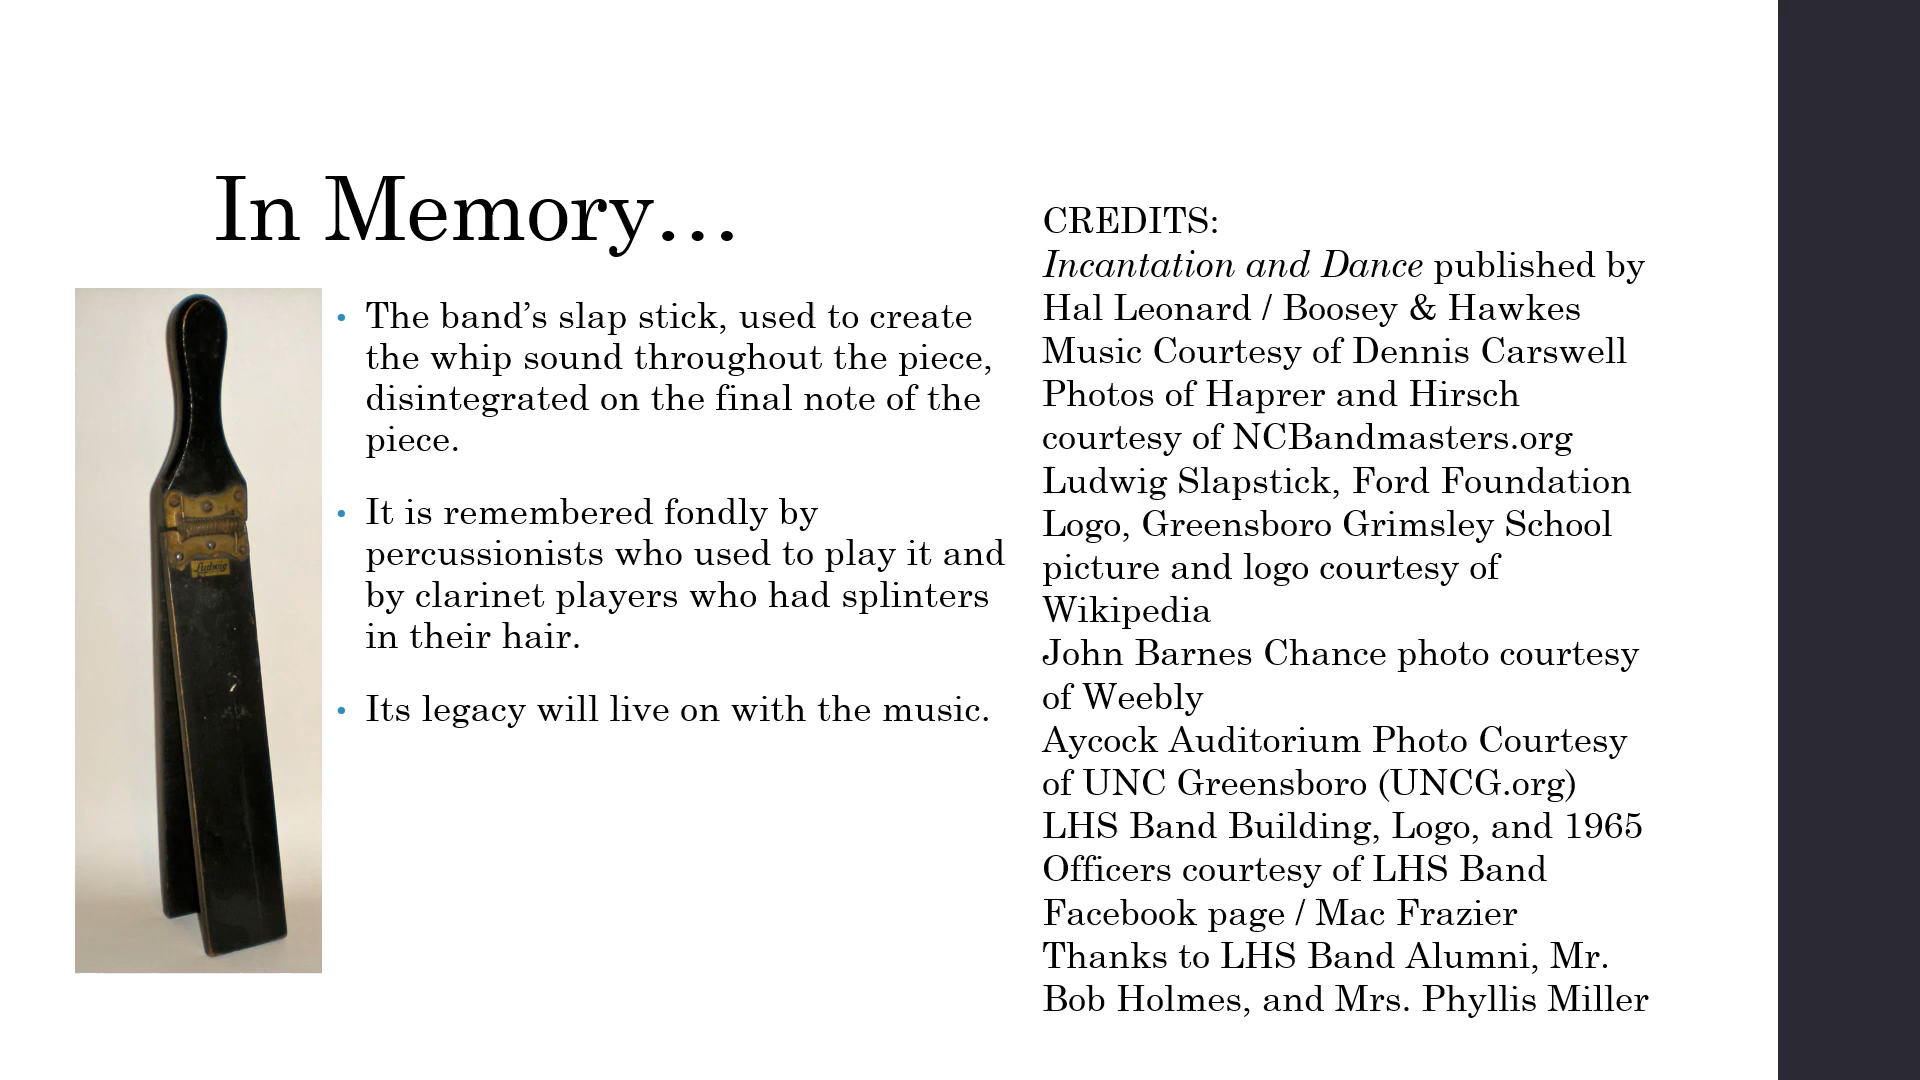 In Memory…
Ludwig
• The band’s slap stick, used to create
the whip sound throughout the piece,
disintegrated on the final note of the
piece.
• It is remembered fondly by
percussionists who used to play it and
by clarinet players who had splinters
in their hair.
• Its legacy will live on with the music.
CREDITS:
Incantation and Dance published by
Hal Leonard / Boosey & Hawkes
Music Courtesy of Dennis Carswell
Photos of Haprer and Hirsch
courtesy of NCBandmasters.org
Ludwig Slapstick, Ford Foundation
Logo, Greensboro Grimsley School
picture and logo courtesy of
Wikipedia
John Barnes Chance photo courtesy
of Weebly
Aycock Auditorium Photo Courtesy
of UNC Greensboro (UNCG.org)
LHS Band Building, Logo, and 1965
Officers courtesy of LHS Band
Facebook page / Mac Frazier
Thanks to LHS Band Alumni, Mr.
Bob Holmes, and Mrs. Phyllis Miller